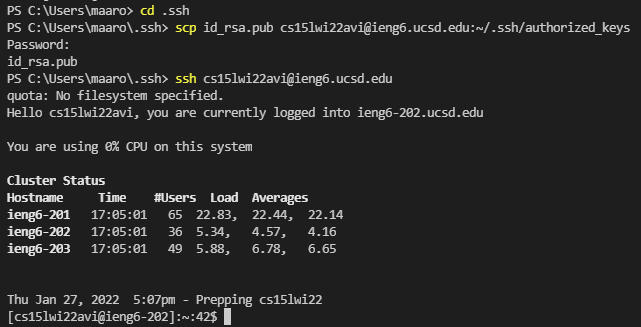 PS C:\Users\maaro> cd .ssh
PS C:\Users\maaro\.ssh> scp id_rsa.pub cs15lwi22avi@ieng6.ucsd.edu:~/.ssh/authorized_keys
Password:
id_rsa.pub
PS C:\Users\maaro\.ssh> ssh cs15lwi22avi@ieng6.ucsd.edu
quota: No filesystem specified.
Hello cs15lwi22avi, you are currently logged into ieng6-202.ucsd.edu
You are using 0% CPU on this system
Cluster Status
Hostname Time #Users Load Averages
ieng6-201 17:05:01 65 22.83, 22.44, 22.14
ieng6-202 17:05:01 36 5.34, 4.57, 4.16
ieng6-203 17:05:01 49 5.88, 6.78, 6.65
Thu Jan 27, 2022 5:07pm - Prepping cs15lwi22
[cs15lwi22avi@ieng6-202]:~:42$